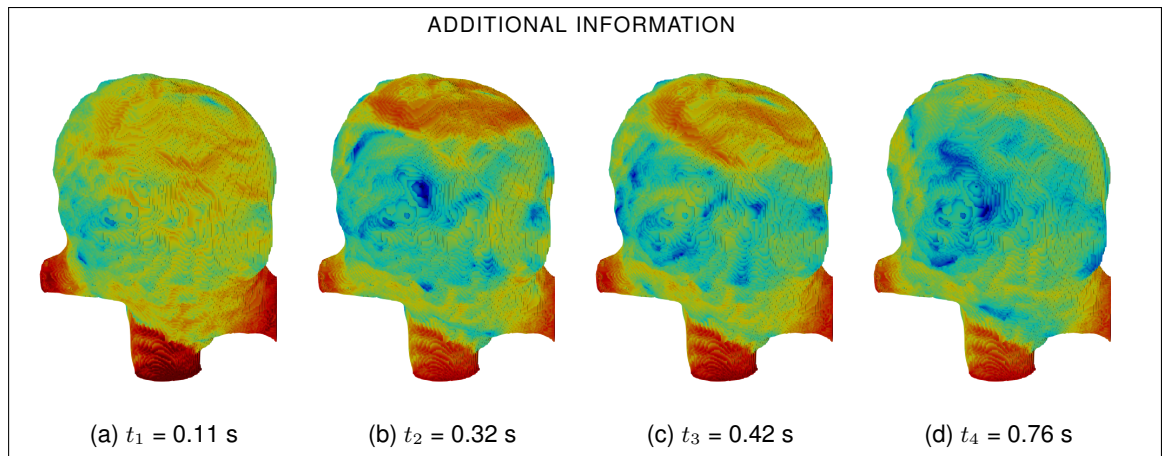 ADDITIONAL INFORMATION
(a) t₁ = 0.11 s (b) t₂ = 0.32 s (c) t₃ = 0.42 s (d) t₄ = 0.76 s